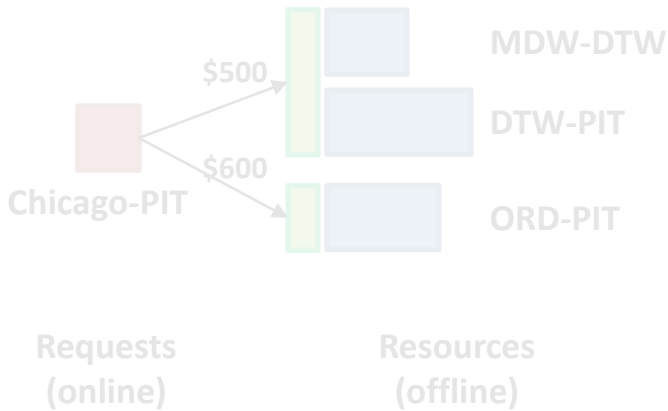 MDW-DTW
$500
DTW-PIT
$600
Chicago-PIT
ORD-PIT
Requests
(online)
Resources
(offline)